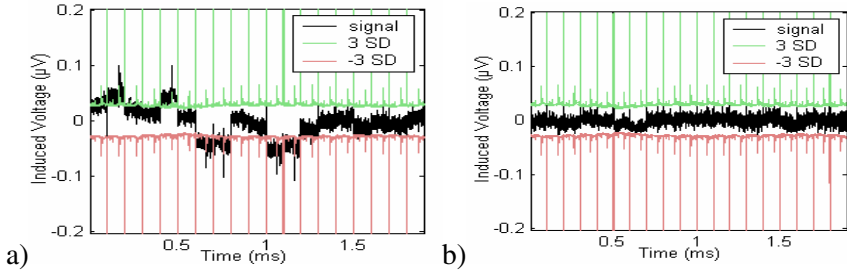 a)
Induced Voltage (µV)
0.2
0.1
0
-0.1
-0.2
signal
3 SD
-3 SD
0.5
1
1.5
Time (ms)
b)
Induced Voltage (µV)
0.2
0.1
0
-0.1
-0.2
signal
3 SD
-3 SD
0.5
1
1.5
Time (ms)